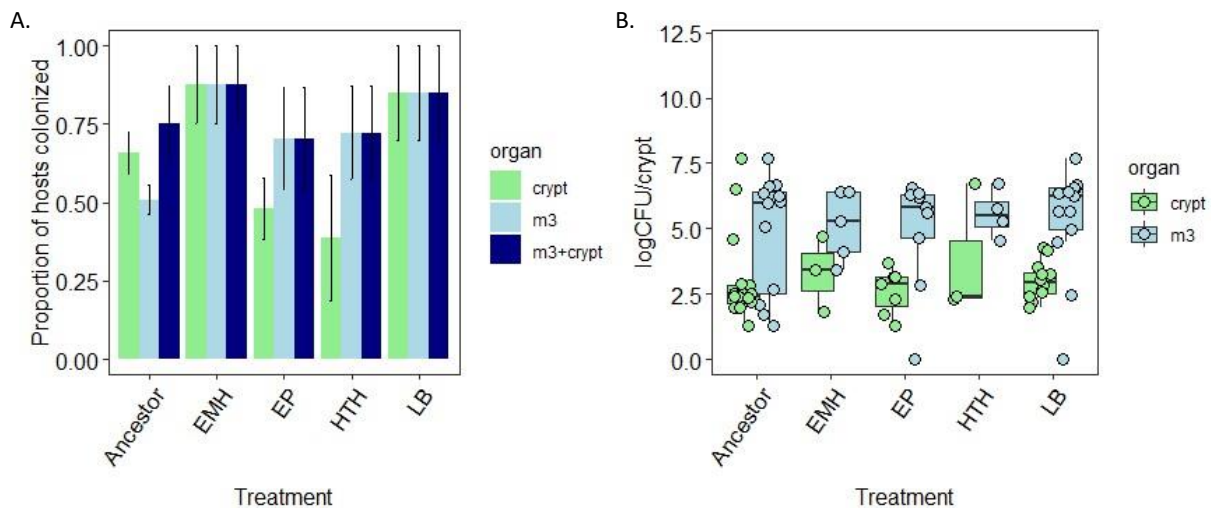 A.
Proportion of hosts colonized
1.00
0.75
0.50
0.25
0.00
Ancestor
EMH
EP
HTH
LB
Treatment
organ
crypt
m3
m3+crypt
B.
logCFU/crypt
12.5
10.0
7.5
5.0
2.5
0.0
Ancestor
EMH
EP
HTH
LB
Treatment
organ
crypt
m3